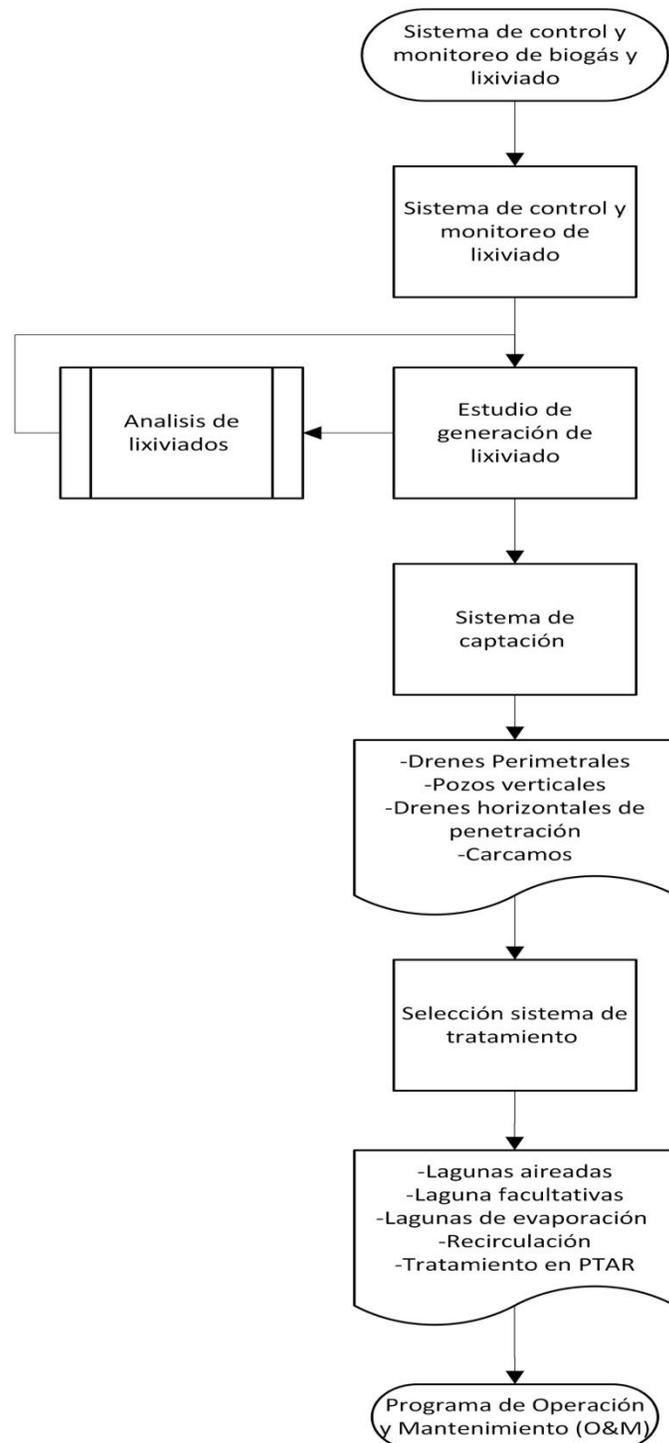 Sistema de control y
monitoreo de biogás y
lixiviado
Sistema de control y
monitoreo de
lixiviado
Analisis de
lixiviados
Estudio de
generación de
lixiviado
Sistema de
captación
-Drenes Perimetrales
-Pozos verticales
-Drenes horizontales de
penetración
-Carcamos
Selección sistema de
tratamiento
-Lagunas aireadas
-Laguna facultativas
-Lagunas de evaporación
-Recirculación
-Tratamiento en PTAR
Programa de Operación
y Mantenimiento (O&M)